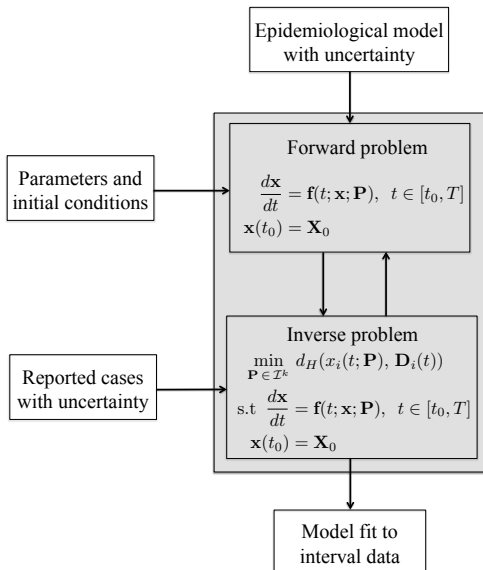 Epidemiological model
with uncertainty
Forward problem
dx/dt = f(t; x; P), t ∈ [t₀, T]
x(t₀) = X₀
Parameters and
initial conditions
Inverse problem
min d_H(x_i(t; P), D_i(t))
P ∈ I^k
s.t dx/dt = f(t; x; P), t ∈ [t₀, T]
x(t₀) = X₀
Reported cases
with uncertainty
Model fit to
interval data